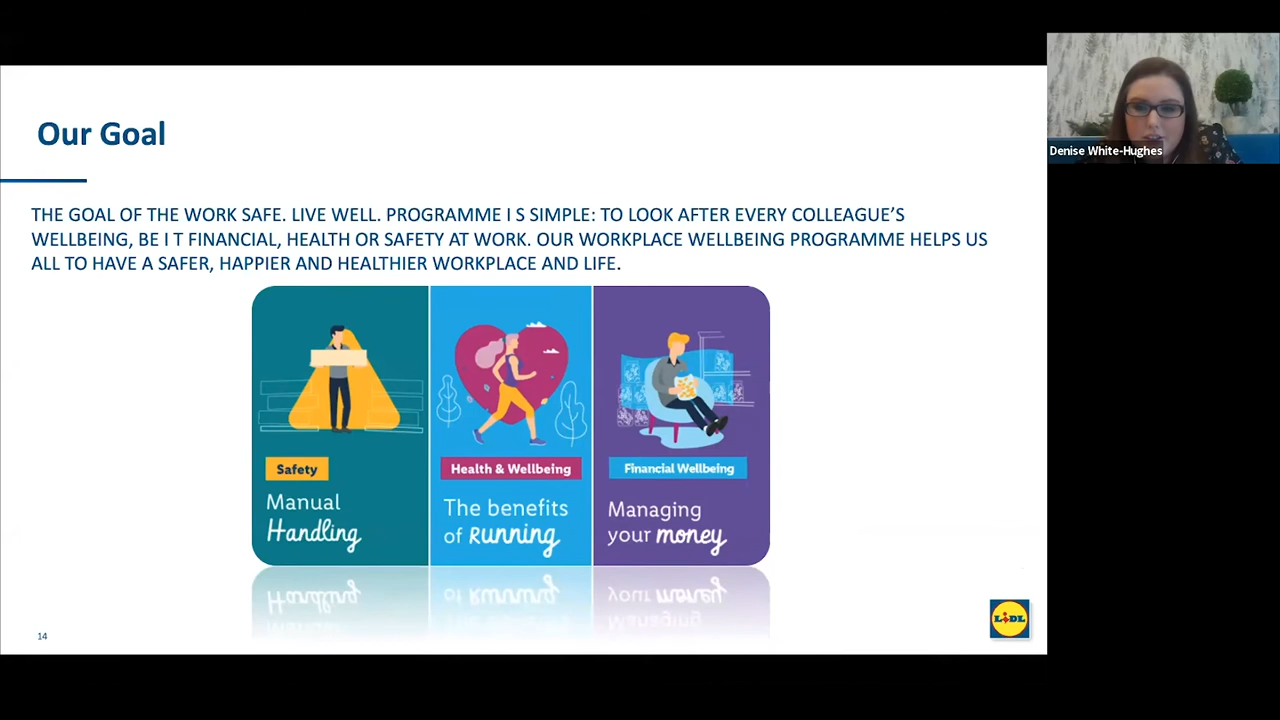 Our Goal
THE GOAL OF THE WORK SAFE. LIVE WELL. PROGRAMME I S SIMPLE: TO LOOK AFTER EVERY COLLEAGUE'S
WELLBEING, BE I T FINANCIAL, HEALTH OR SAFETY AT WORK. OUR WORKPLACE WELLBEING PROGRAMME HELPS US
ALL TO HAVE A SAFER, HAPPIER AND HEALTHIER WORKPLACE AND LIFE.
Safety
Manual
Handling
Health & Wellbeing
The benefits
of Running
Financial Wellbeing
Managing
your money
14
LIDL
Denise White-Hughes